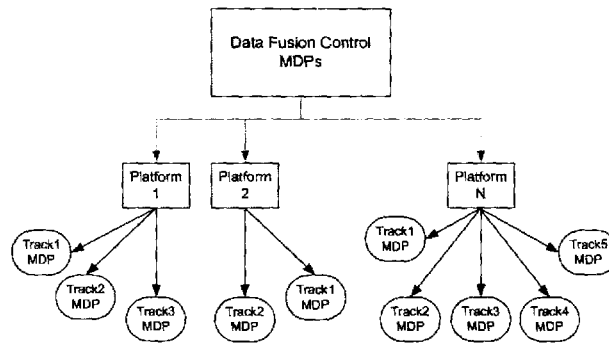 Data Fusion Control
MDPs
Platform
1
Platform
2
Platform
N
Track1
MDP
Track2
MDP
Track3
MDP
Track2
MDP
Track1
MDP
Track1
MDP
Track2
MDP
Track3
MDP
Track4
MDP
Track5
MDP